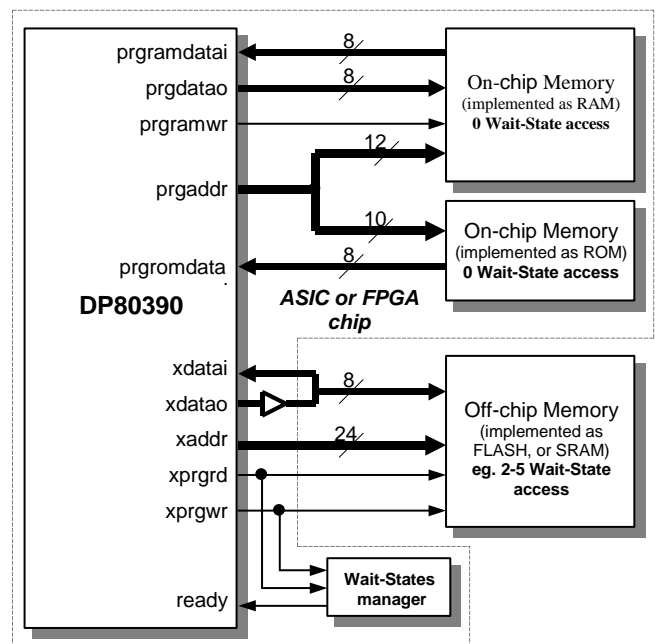 prgramdatai
8
prgdatao
8
prgramwr
12
prgaddr
10
prgromdata
8
On-chip Memory
(implemented as RAM)
0 Wait-State access
On-chip Memory
(implemented as ROM)
0 Wait-State access
DP80390
ASIC or FPGA
chip
xdatai
8
xdatao
xaddr
24
xprgrd
xprgwr
ready
Off-chip Memory
(implemented as
FLASH, or SRAM)
eg. 2-5 Wait-State
access
Wait-States
manager